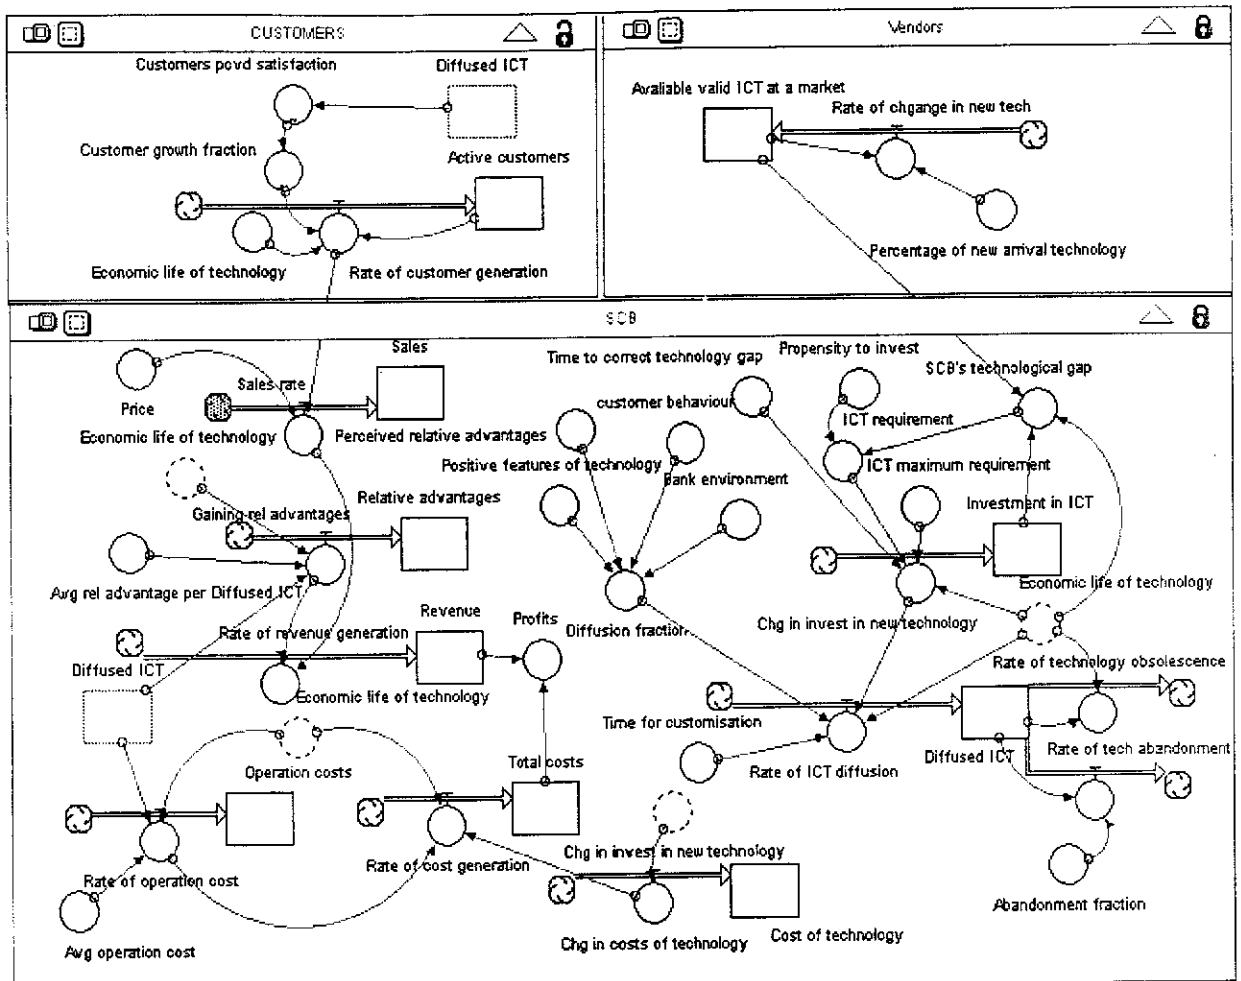 CUSTOMERS
Customers pcvd satisfaction
Diffused ICT
Customer growth fraction
Active customers
Economic life of technology
Rate of customer generation
Vendors
Avaliable valid ICT at a market
Rate of chgange in new tech
Percentage of new arrival technology
SCB
Sales
Time to correct technology gap
Propensity to invest
SCB's technological gap
Sales rate
Price
customer behaviour
ICT requirement
Economic life of technology
Perceived relative advantages
Positive features of technology
ICT maximum requirement
Bank environment
Relative advantages
Investment in ICT
Gaining rel advantages
Economic life of technology
Avg rel advantage per Diffused ICT
Revenue
Profits
Chg in invest in new technology
Rate of revenue generation
Diffusion fraction
Diffused ICT
Rate of technology obsolescence
Economic life of technology
Time for customisation
Diffused ICT
Rate of tech abandonment
Operation costs
Total costs
Rate of ICT diffusion
Rate of cost generation
Chg in invest in new technology
Rate of operation cost
Abandonment fraction
Avg operation cost
Chg in costs of technology
Cost of technology